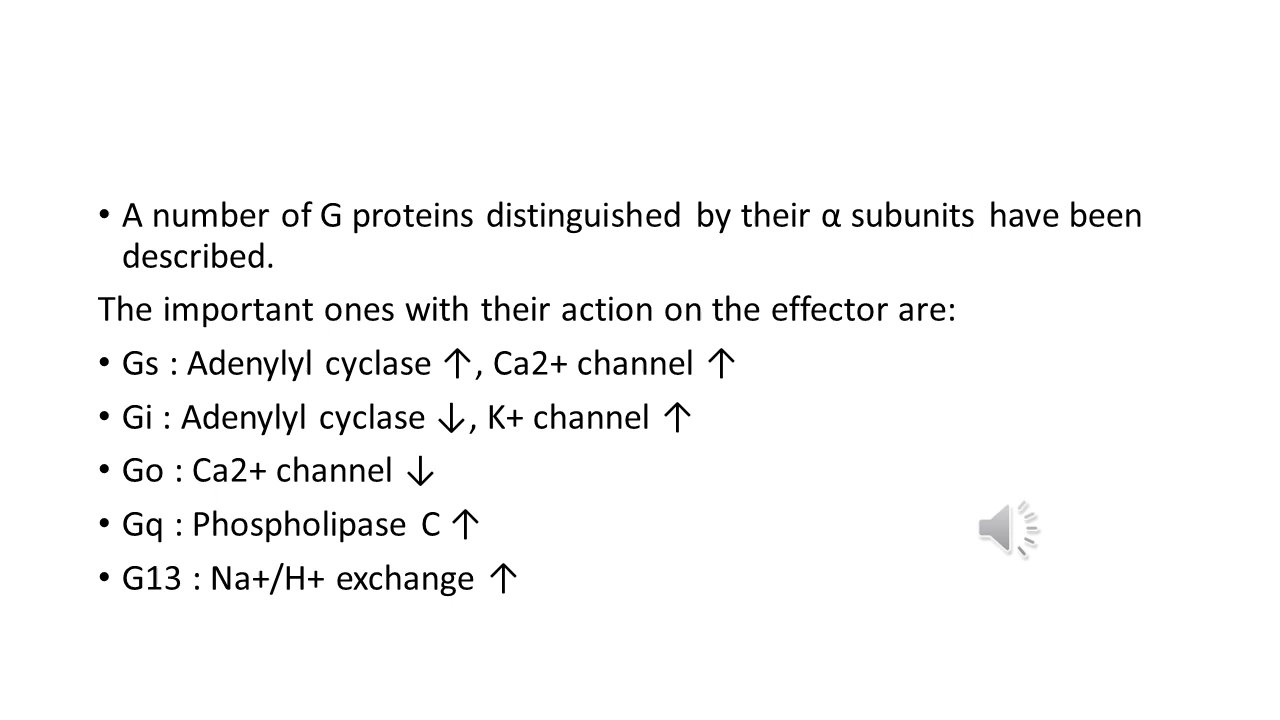 • A number of G proteins distinguished by their α subunits have been
described.
The important ones with their action on the effector are:
• Gs : Adenylyl cyclase ↑, Ca2+ channel ↑
• Gi : Adenylyl cyclase ↓, K+ channel ↑
• Go : Ca2+ channel ↓
• Gq : Phospholipase C ↑
• G13 : Na+/H+ exchange ↑